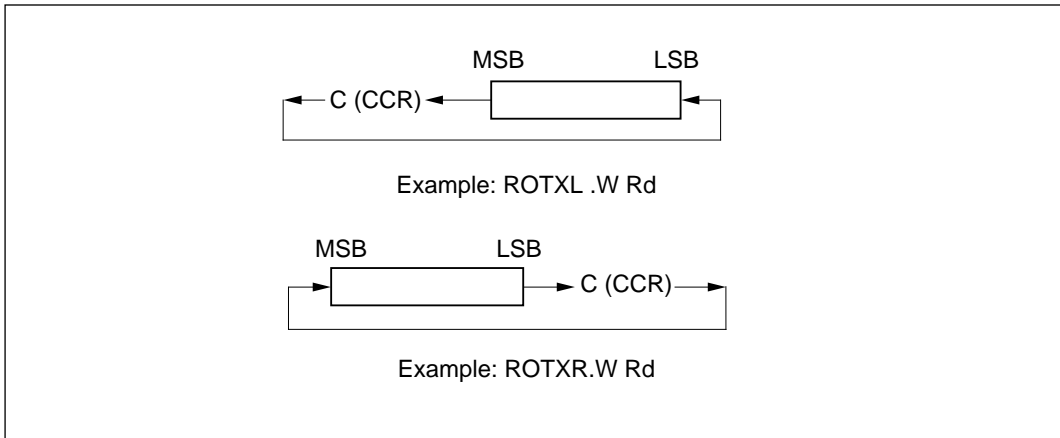 MSB LSB
C (CCR)
Example: ROTXL .W Rd
MSB LSB
C (CCR)
Example: ROTXR.W Rd